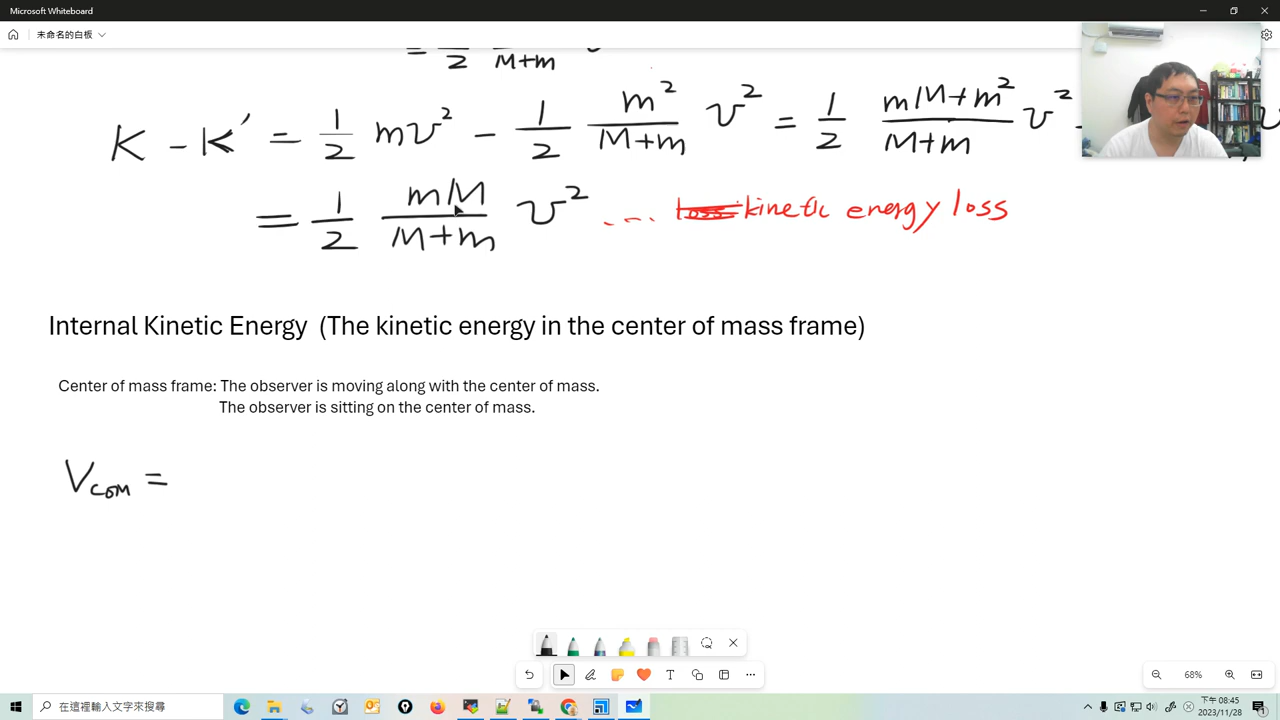 Microsoft Whiteboard
未命名的白板
= 1/2 M+m
K - K' = 1/2 mv² - 1/2 m²/(M+m) v² = 1/2 (mM+m²)/(M+m) v²
= 1/2 mM/(M+m) v² .... kinetic energy loss
Internal Kinetic Energy (The kinetic energy in the center of mass frame)
Center of mass frame: The observer is moving along with the center of mass.
The observer is sitting on the center of mass.
V_com =
68%
在這裡輸入文字來搜尋
下午 08:45
2023/11/28